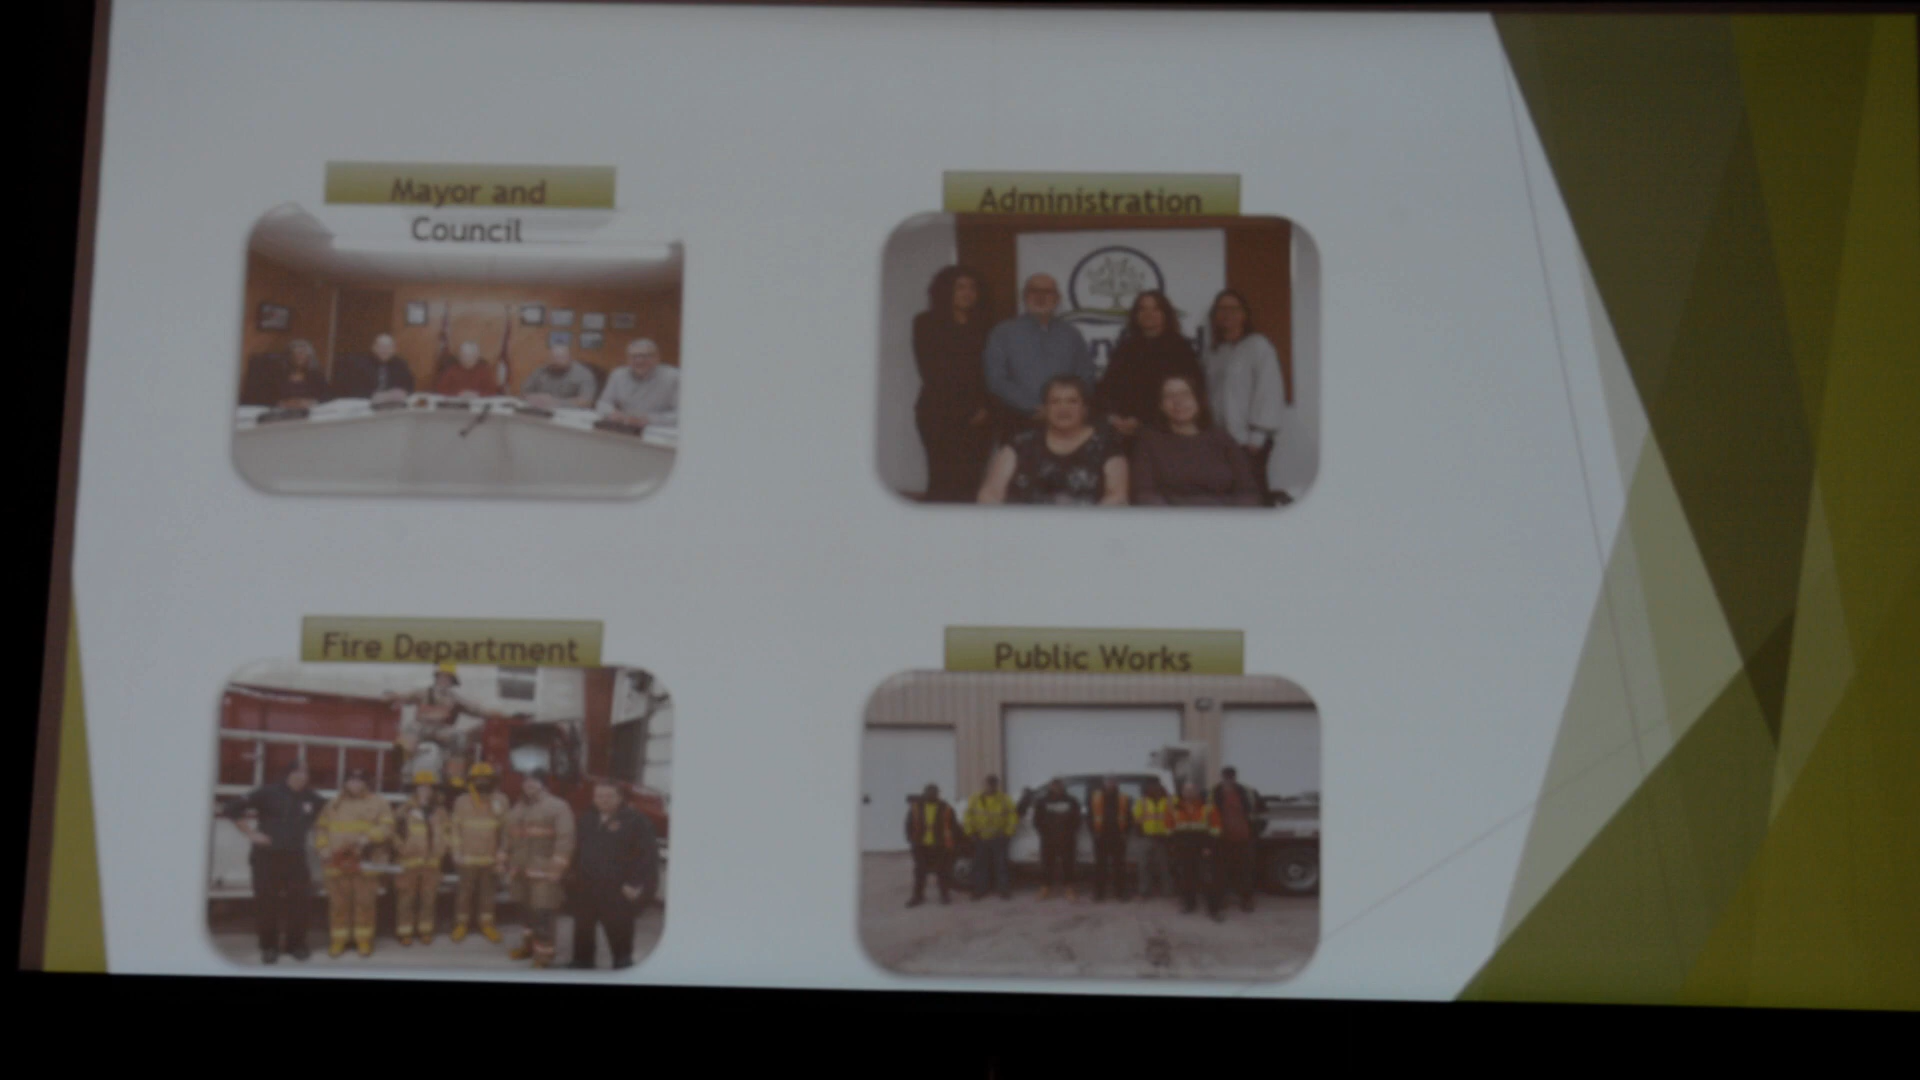 Mayor and
Council
Administration
Fire Department
Public Works